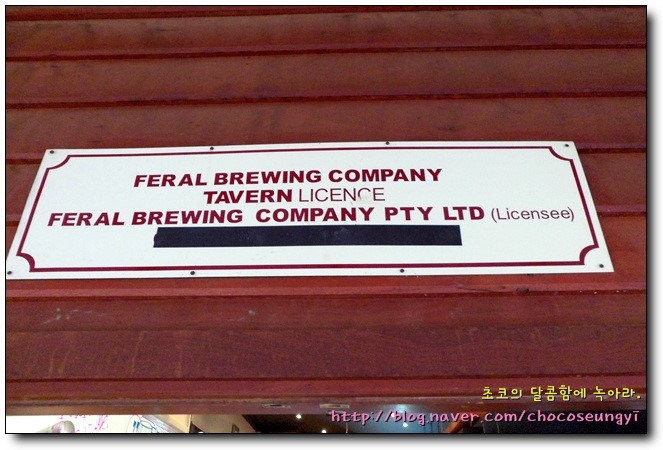 FERAL BREWING COMPANY
TAVERN LICENCE
FERAL BREWING COMPANY PTY LTD (Licensee)
초코의 달콤함에 녹아라.
http://blog.naver.com/chocoseungyi